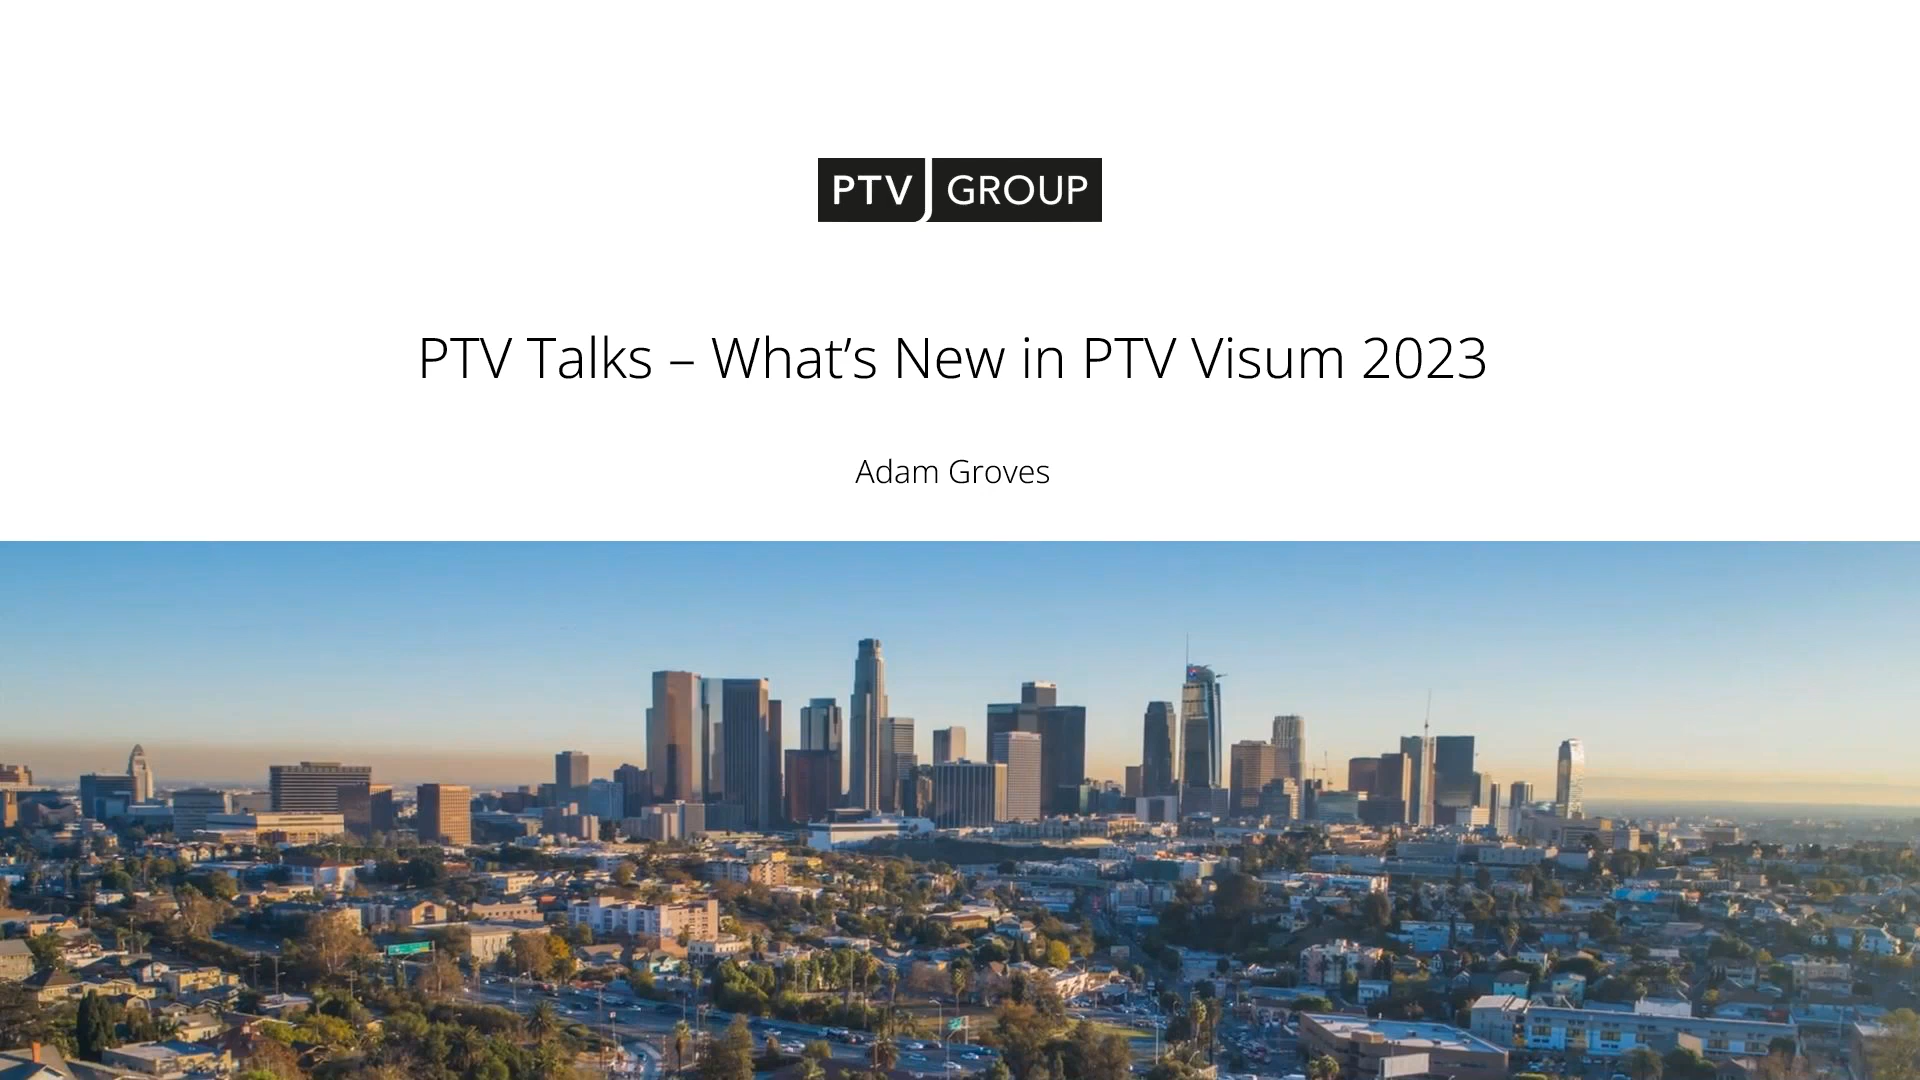 PTV GROUP
PTV Talks – What’s New in PTV Visum 2023
Adam Groves